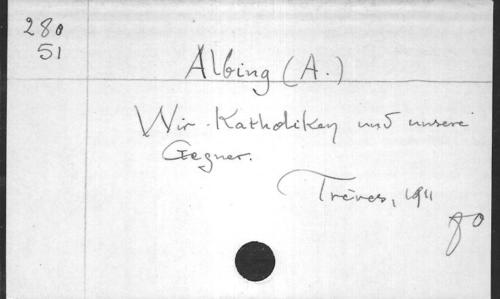 280
51
Albing (A.)
Wir Katholiken und unsere
Gegner.
Trèves, 1911
80